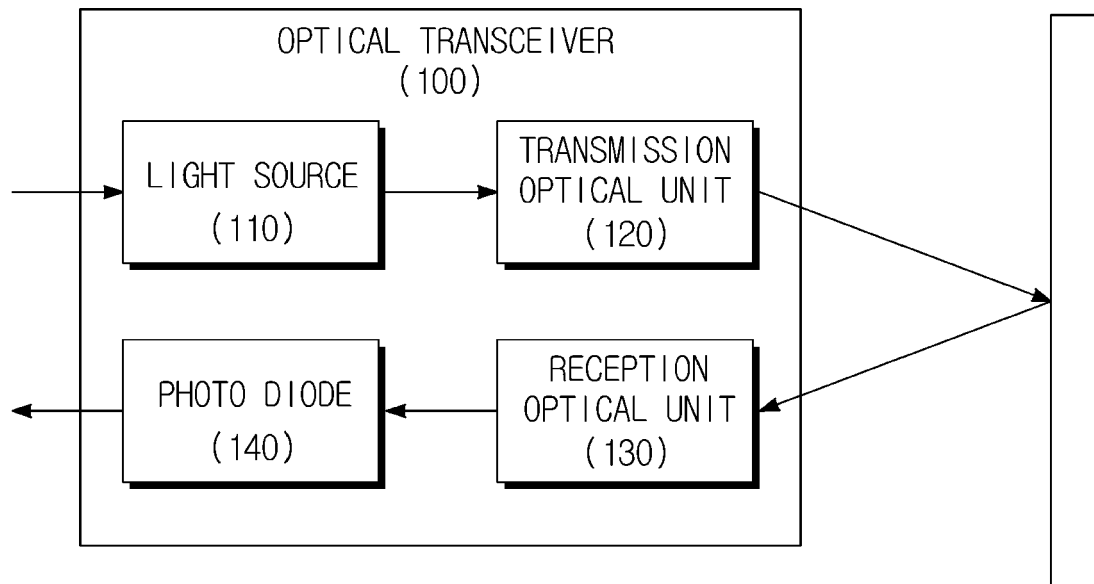 OPTICAL TRANSCEIVER
(100)
LIGHT SOURCE
(110)
TRANSMISSION
OPTICAL UNIT
(120)
PHOTO DIODE
(140)
RECEPTION
OPTICAL UNIT
(130)